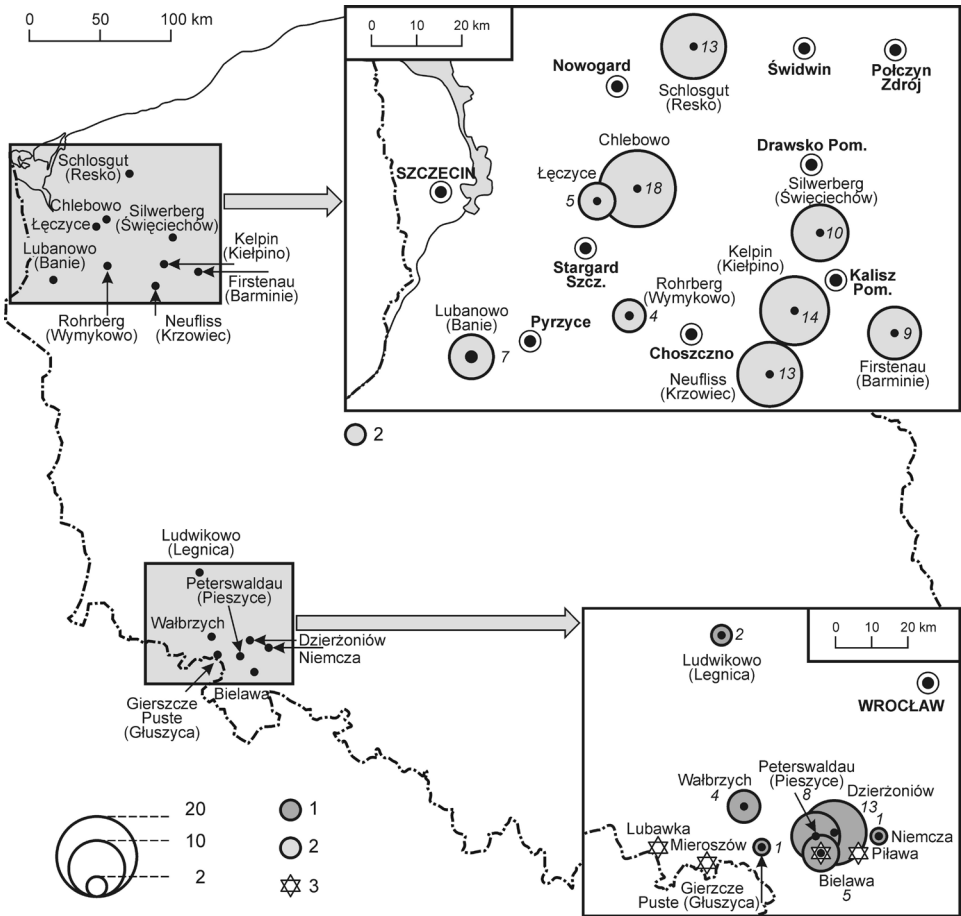 0 50 100 km
Schlosgut
(Resko)
Chlebowo
Łęczyce
Silwerberg
(Święciechów)
Lubanowo
(Banie)
Kelpin
(Kiełpino)
Firstenau
(Barminie)
Rohrberg
(Wymykowo)
Neufliss
(Krzowiec)
0 10 20 km
13
Schlosgut
(Resko)
Nowogard
Świdwin
Połczyn
Zdrój
Chlebowo
18
Łęczyce
5
SZCZECIN
Drawsko Pom.
Silwerberg
(Święciechów)
10
Stargard
Szcz.
Kelpin
(Kiełpino)
14
Kalisz
Pom.
Rohrberg
(Wymykowo)
4
Lubanowo
(Banie)
7
Pyrzyce
Choszczno
Neufliss
(Krzowiec)
13
9
Firstenau
(Barminie)
2
Ludwikowo
(Legnica)
Peterswaldau
(Pieszyce)
Wałbrzych
Dzierżoniów
Niemcza
Bielawa
Gierszcze
Puste
(Głuszyca)
0 10 20 km
2
Ludwikowo
(Legnica)
WROCŁAW
Wałbrzych
4
Peterswaldau
(Pieszyce)
8
Dzierżoniów
13
1
Niemcza
Lubawka
Mieroszów
1
Piława
Gierzcze
Puste (Głuszyca)
Bielawa
5
20
10
2
1
2
3